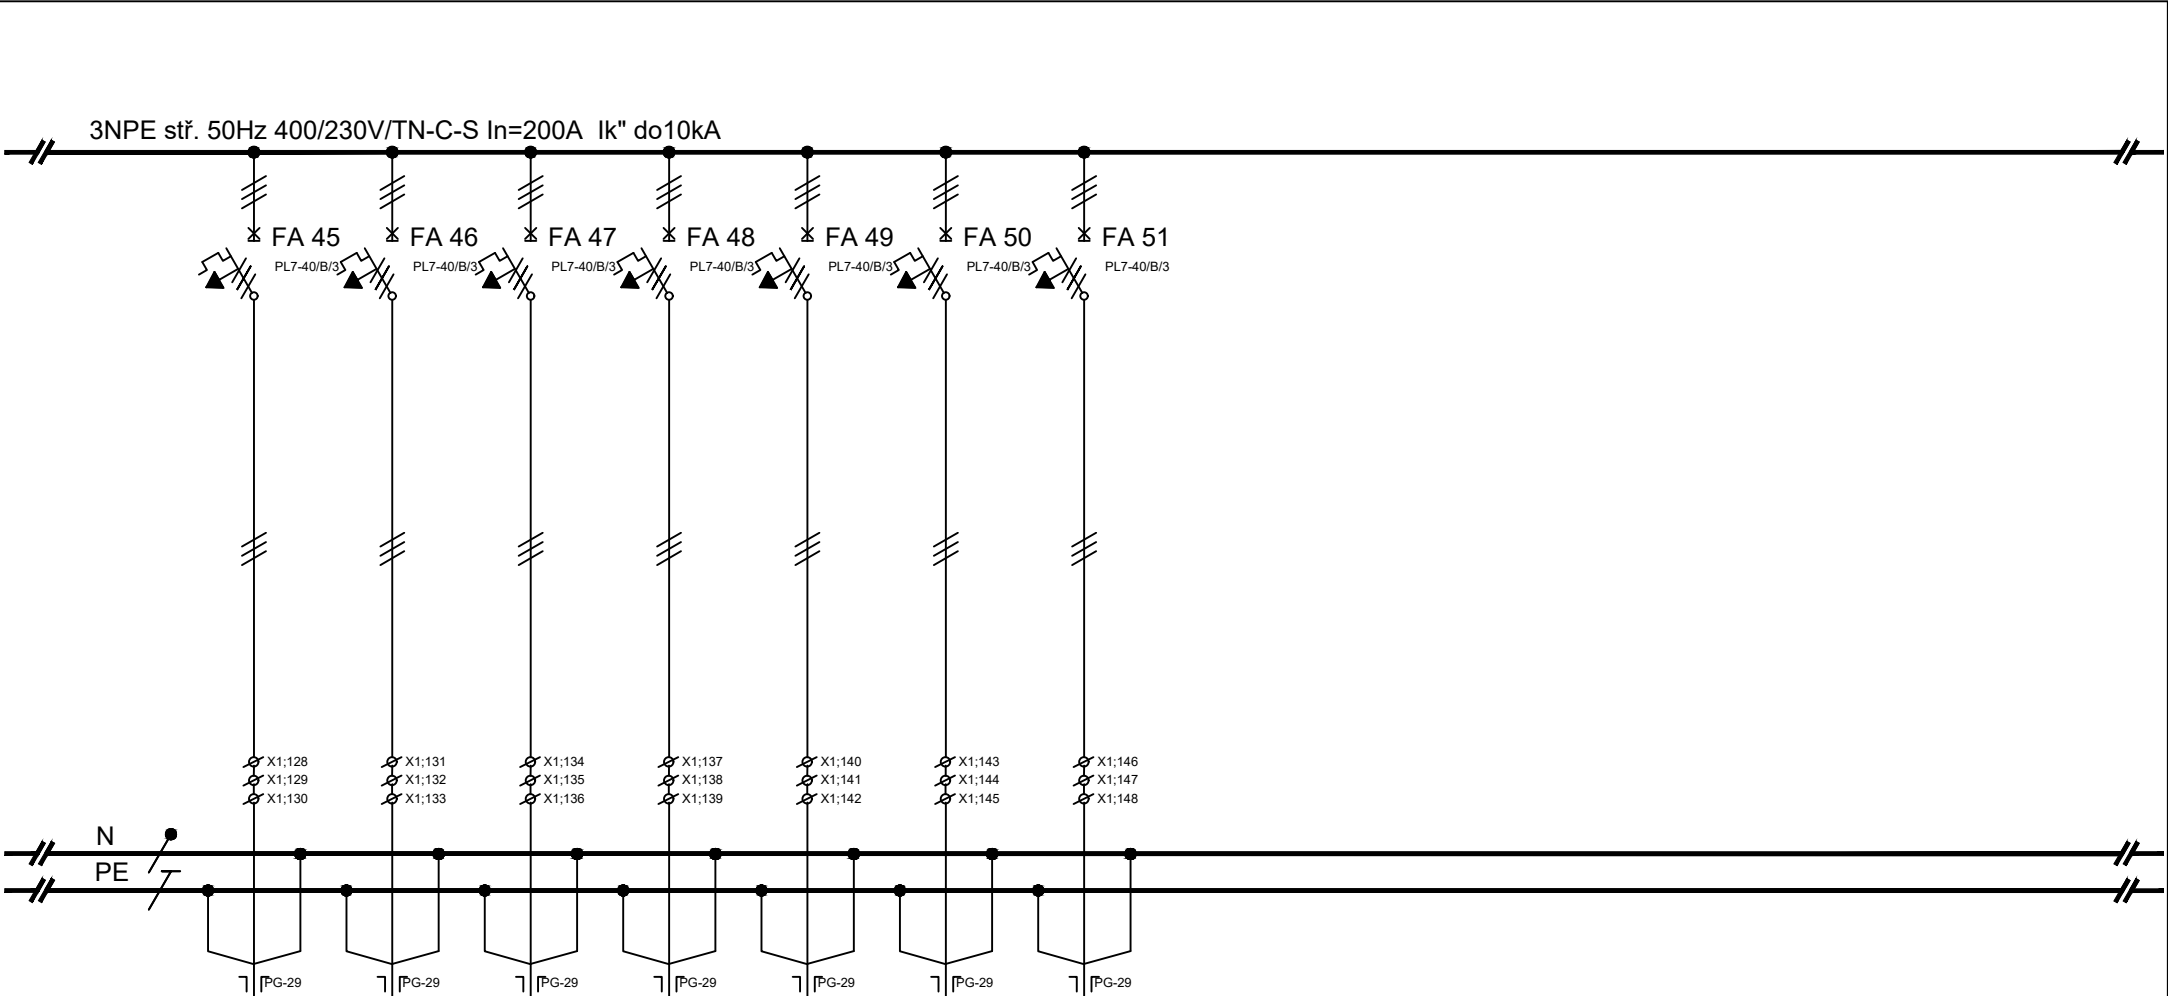 3NPE stř. 50Hz 400/230V/TN-C-S In=200A Ik" do10kA
FA 45 FA 46 FA 47 FA 48 FA 49 FA 50 FA 51
PL7-40/B/3 PL7-40/B/3 PL7-40/B/3 PL7-40/B/3 PL7-40/B/3 PL7-40/B/3 PL7-40/B/3
X1;128 X1;131 X1;134 X1;137 X1;140 X1;143 X1;146
X1;129 X1;132 X1;135 X1;138 X1;141 X1;144 X1;147
X1;130 X1;133 X1;136 X1;139 X1;142 X1;145 X1;148
N
PE
PG-29 PG-29 PG-29 PG-29 PG-29 PG-29 PG-29